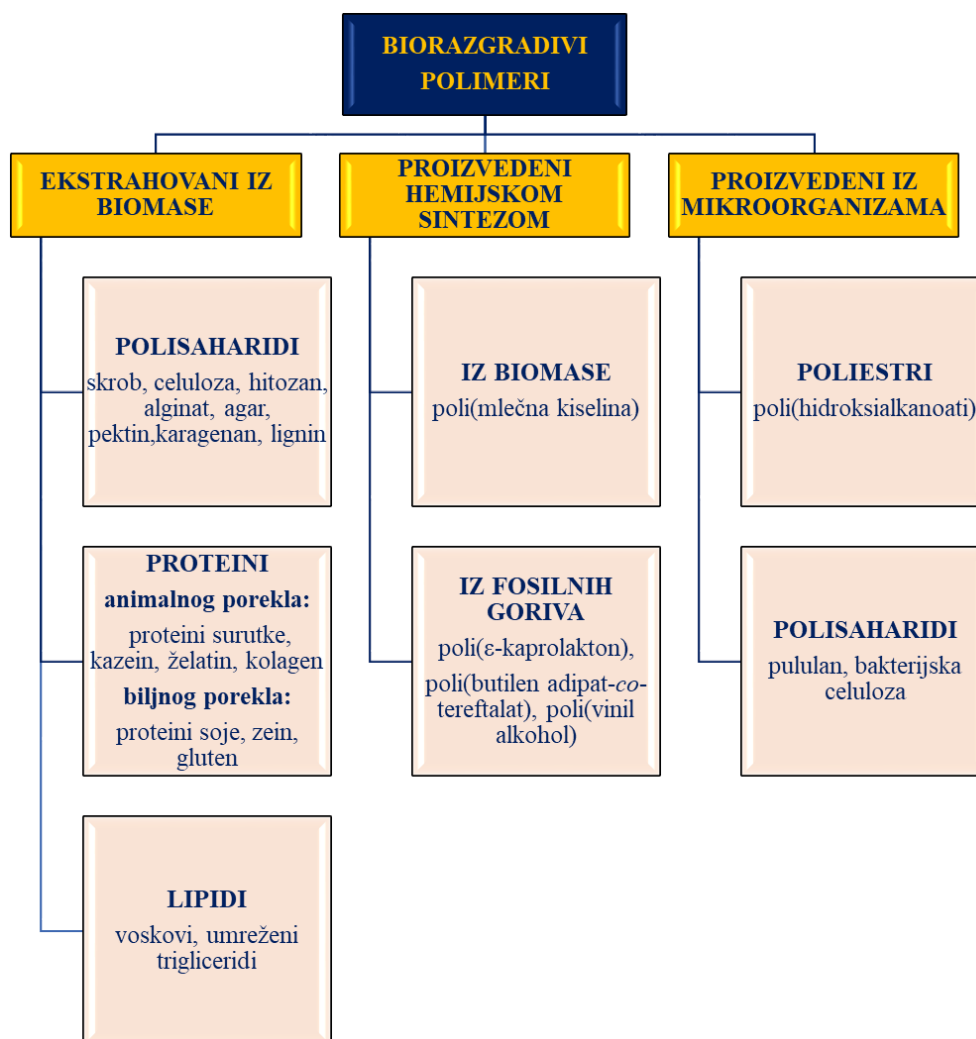 BIORAZGRADIVI
POLIMERI
EKSTRAHOVANI IZ
BIOMASE
PROIZVEDENI
HEMIJSKOM
SINTEZOM
PROIZVEDENI IZ
MIKROORGANIZAMA
POLISAHARIDI
skrob, celuloza, hitozan,
alginat, agar,
pektin,karagenan, lignin
IZ BIOMASE
poli(mlečna kiselina)
POLIESTRI
poli(hidroksialkanoati)
PROTEINI
animalnog porekla:
proteini surutke,
kazein, želatin, kolagen
biljnog porekla:
proteini soje, zein,
gluten
IZ FOSILNIH
GORIVA
poli(ε-kaprolakton),
poli(butilen adipat-co-
tereftalat), poli(vinil
alkohol)
POLISAHARIDI
pululan, bakterijska
celuloza
LIPIDI
voskovi, umreženi
trigliceridi